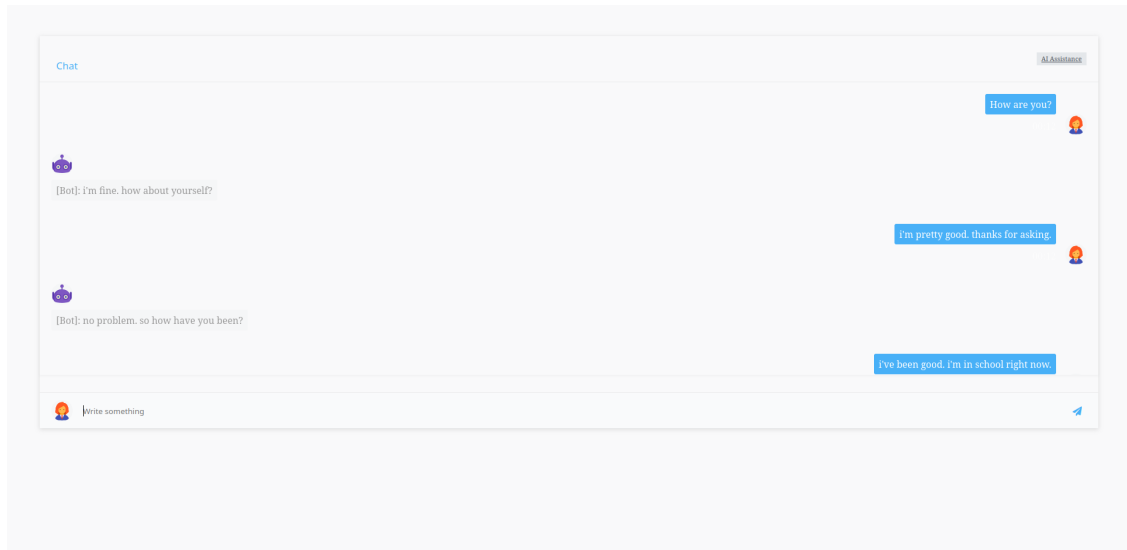 Chat
AI Assistance
How are you?
[Bot]: i'm fine. how about yourself?
i'm pretty good. thanks for asking.
[Bot]: no problem. so how have you been?
i've been good. i'm in school right now.
Write something